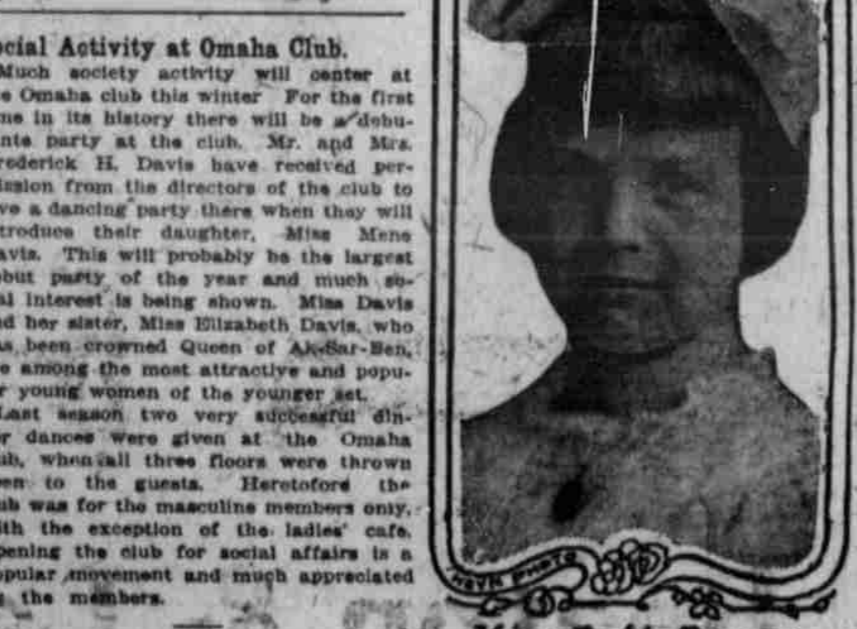 ocial Activity at Omaha Club.
Much society activity will center at
e Omaha club this winter For the first
me in its history there will be a debu-
nte party at the club. Mr. and Mrs.
rederick H. Davis have received per-
ission from the directors of the club to
ve a dancing party there when they will
troduce their daughter, Miss Mene
avis. This will probably be the largest
but party of the year and much so-
al interest is being shown. Miss Davis
d her sister, Miss Elizabeth Davis, who
as been crowned Queen of Ak-Sar-Ben,
e among the most attractive and popu-
r young women of the younger set.
Last season two very successful din-
r dances were given at the Omaha
ub, when all three floors were thrown
en to the guests. Heretofore the
ub was for the masculine members only,
ith the exception of the ladies' cafe.
pening the club for social affairs is a
opular movement and much appreciated
the members.
HEYN PHOTO